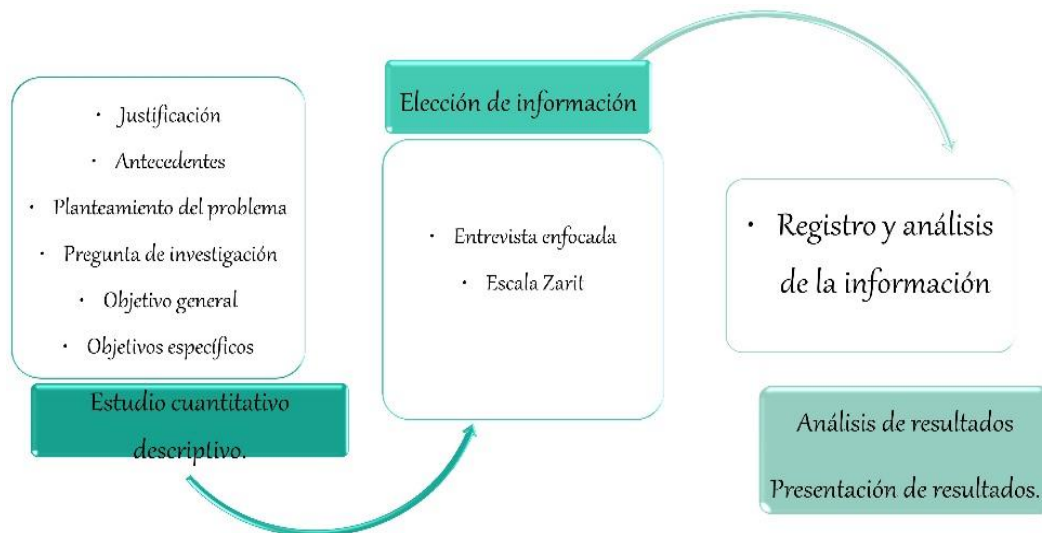 • Justificación
• Antecedentes
• Planteamiento del problema
• Pregunta de investigación
• Objetivo general
• Objetivos específicos
Estudio cuantitativo
descriptivo.
Elección de información
• Entrevista enfocada
• Escala Zarit
• Registro y análisis
de la información
Análisis de resultados
Presentación de resultados.